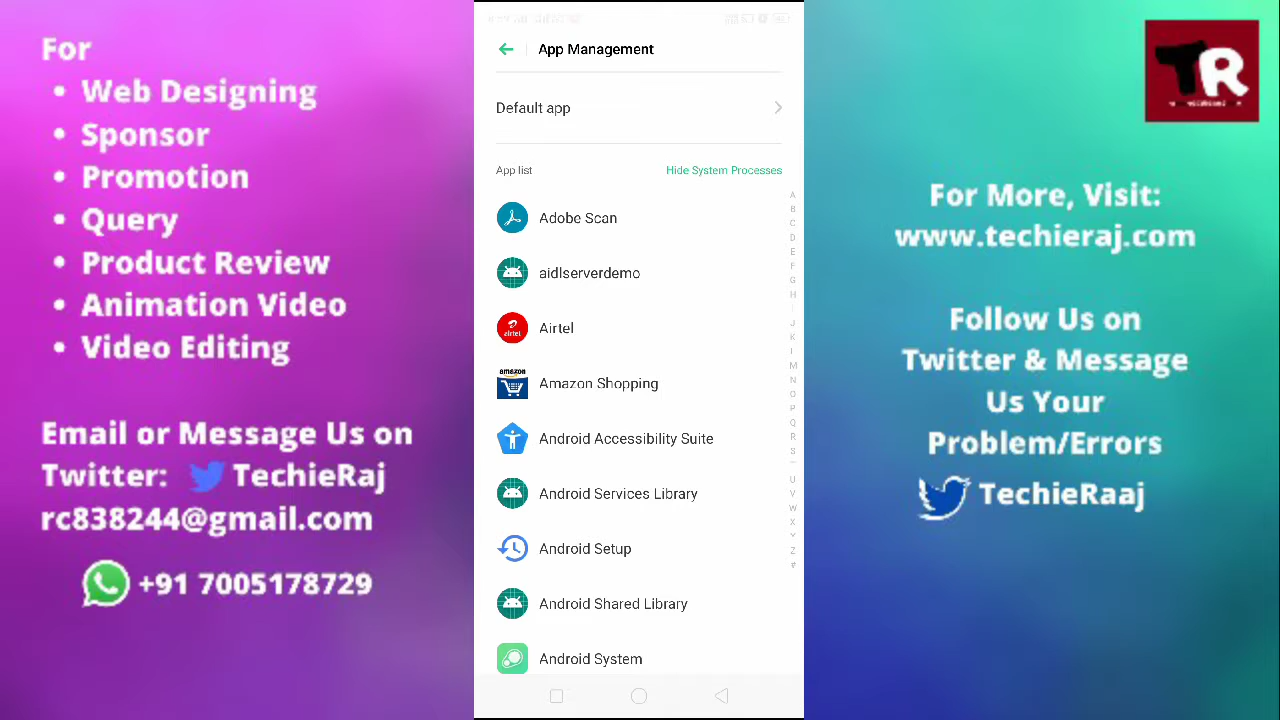 For
• Web Designing
• Sponsor
• Promotion
• Query
• Product Review
• Animation Video
• Video Editing
Email or Message Us on
Twitter: TechieRaj
rc838244@gmail.com
+91 7005178729
App Management
Default app
App list
Hide System Processes
Adobe Scan
aidlserverdemo
airtel
Airtel
amazon
Amazon Shopping
Android Accessibility Suite
Android Services Library
Android Setup
Android Shared Library
Android System
A
B
C
D
E
F
G
H
I
J
K
L
M
N
O
P
Q
R
S
U
V
W
X
Y
Z
#
TR
For More, Visit:
www.techieraj.com
Follow Us on
Twitter & Message
Us Your
Problem/Errors
TechieRaaj